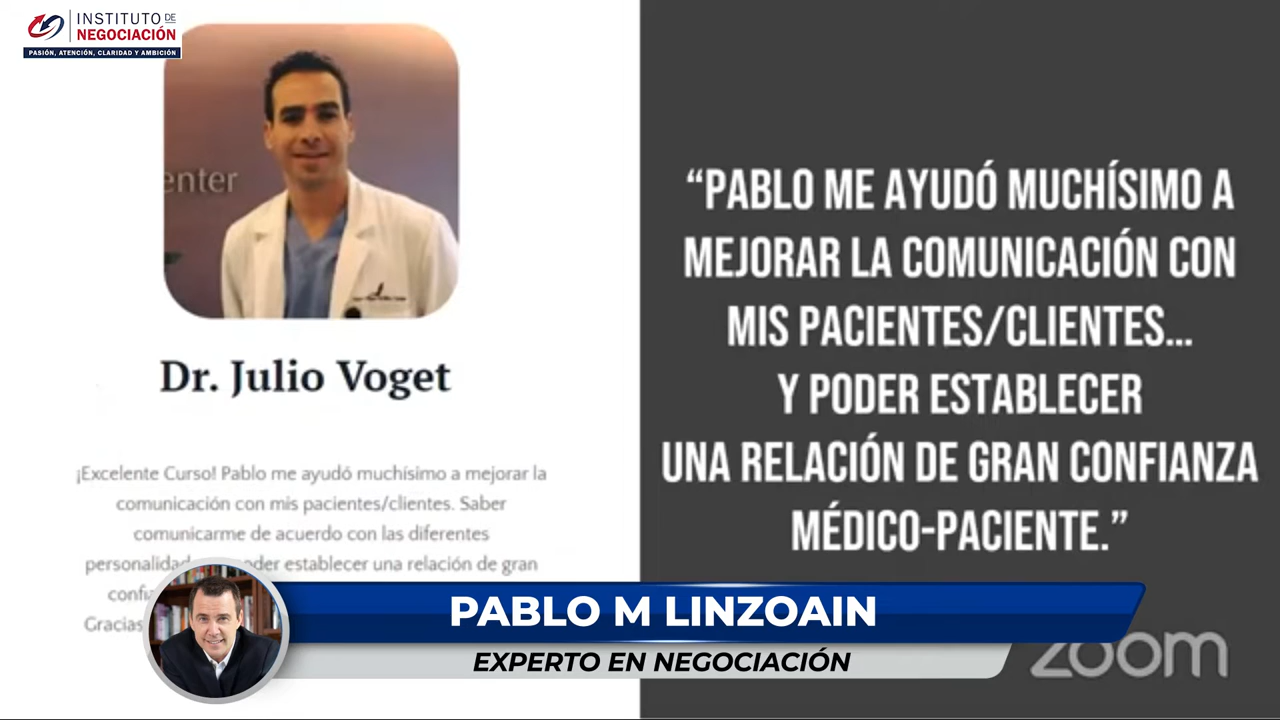 INSTITUTO DE
NEGOCIACIÓN
PASIÓN, ATENCIÓN, CLARIDAD Y AMBICIÓN
enter
Dr. Julio Voget
¡Excelente Curso! Pablo me ayudó muchísimo a mejorar la
comunicación con mis pacientes/clientes. Saber
comunicarme de acuerdo con las diferentes
personalidad oder establecer una relación de gran
confia
Gracias
“PABLO ME AYUDÓ MUCHÍSIMO A
MEJORAR LA COMUNICACIÓN CON
MIS PACIENTES/CLIENTES...
Y PODER ESTABLECER
UNA RELACIÓN DE GRAN CONFIANZA
MÉDICO-PACIENTE.”
PABLO M LINZOAIN
EXPERTO EN NEGOCIACIÓN
zoom